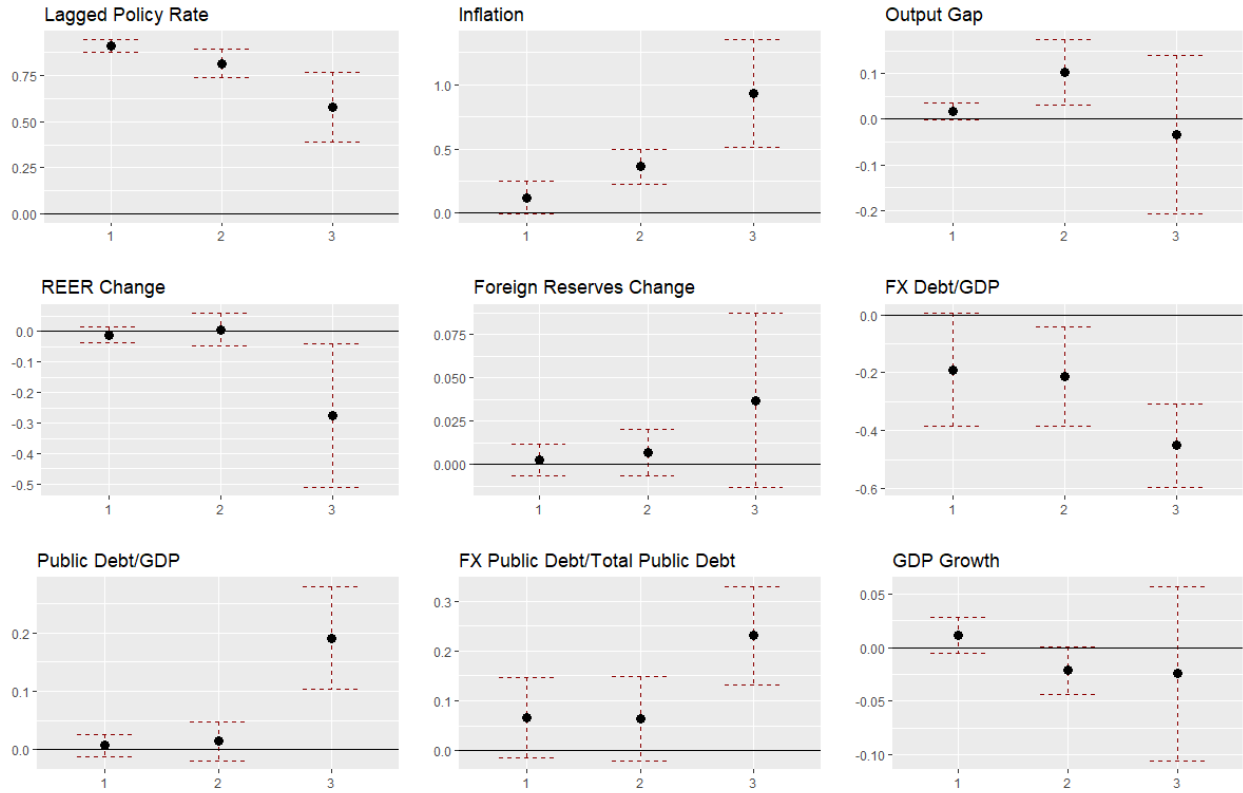 Lagged Policy Rate
0.75
0.50
0.25
0.00
1 2 3
Inflation
1.0
0.5
0.0
1 2 3
Output Gap
0.1
0.0
-0.1
-0.2
1 2 3
REER Change
0.0
-0.1
-0.2
-0.3
-0.4
-0.5
1 2 3
Foreign Reserves Change
0.075
0.050
0.025
0.000
1 2 3
FX Debt/GDP
0.0
-0.2
-0.4
-0.6
1 2 3
Public Debt/GDP
0.2
0.1
0.0
1 2 3
FX Public Debt/Total Public Debt
0.3
0.2
0.1
0.0
1 2 3
GDP Growth
0.05
0.00
-0.05
-0.10
1 2 3